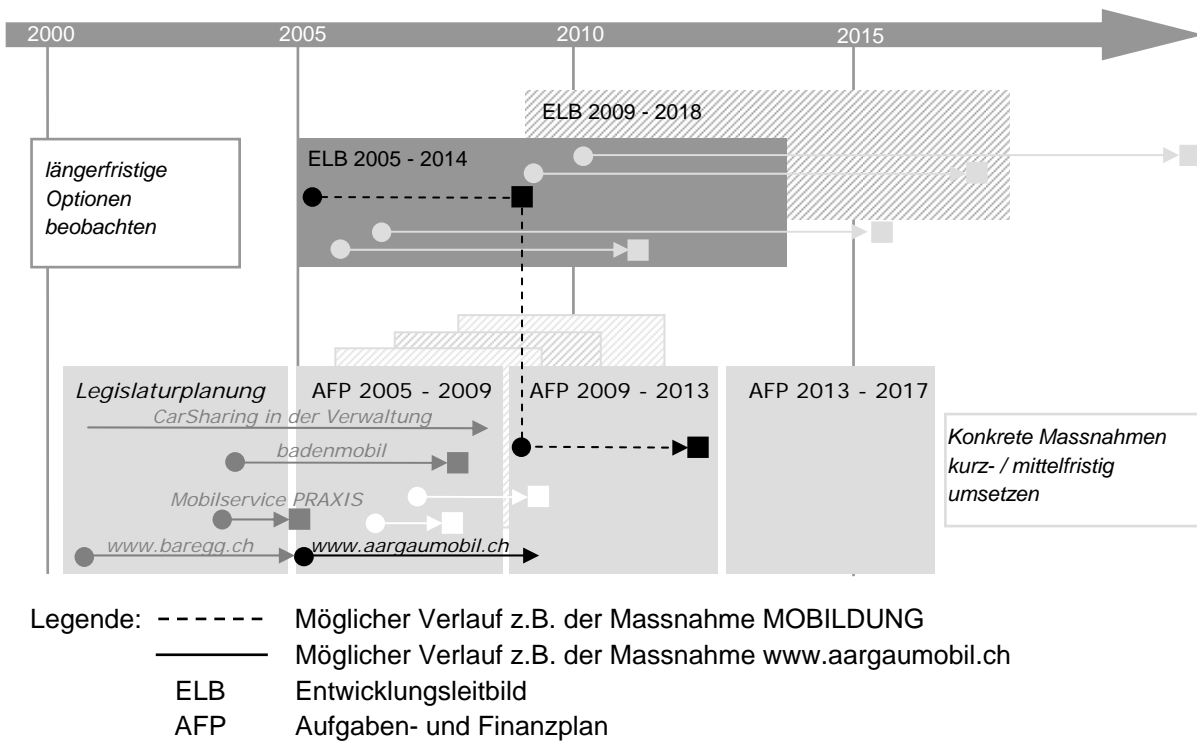 2000 2005 2010 2015
ELB 2009 - 2018
ELB 2005 - 2014
längerfristige
Optionen
beobachten
Legislaturplanung
AFP 2005 - 2009
AFP 2009 - 2013
AFP 2013 - 2017
CarSharing in der Verwaltung
badenmobil
Mobilservice PRAXIS
www.baregg.ch
www.aargaumobil.ch
Konkrete Massnahmen
kurz- / mittelfristig
umsetzen
Legende:
Möglicher Verlauf z.B. der Massnahme MOBILDUNG
Möglicher Verlauf z.B. der Massnahme www.aargaumobil.ch
ELB Entwicklungsleitbild
AFP Aufgaben- und Finanzplan